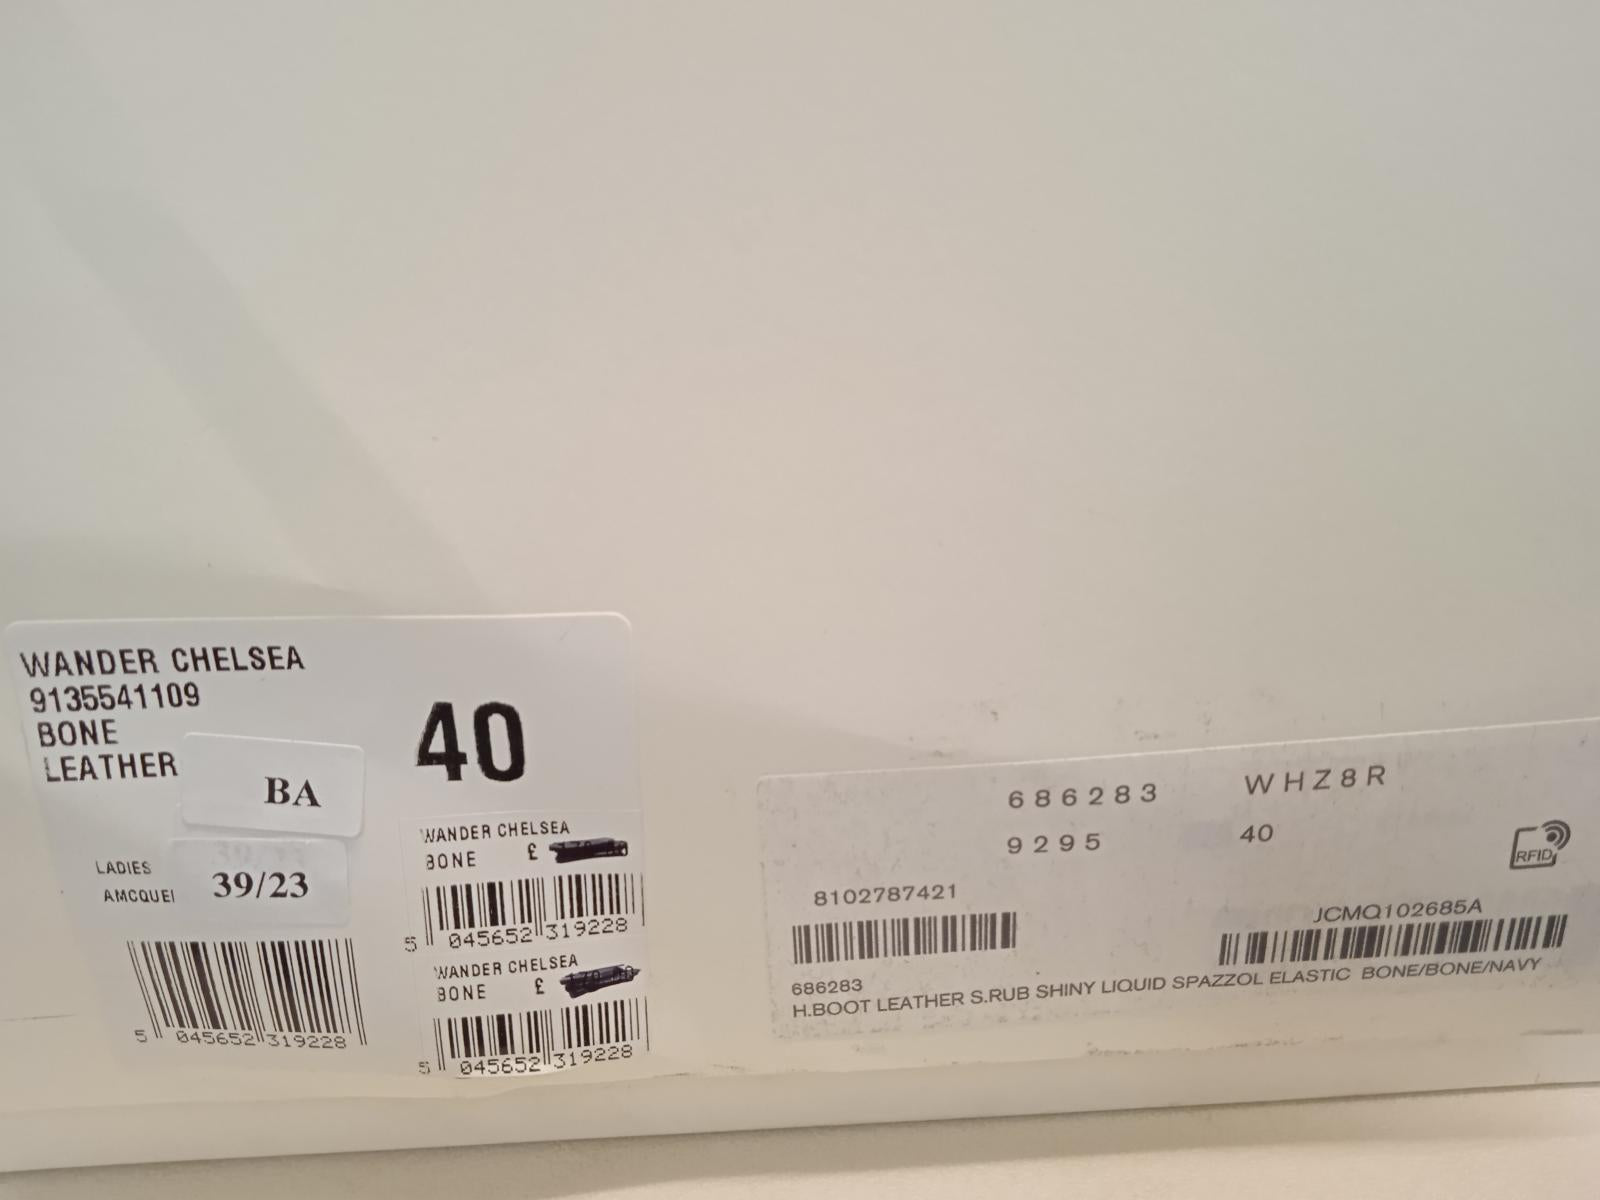 WANDER CHELSEA
9135541109
BONE
LEATHER
40
BA
LADIES
AMCQUEI
39/23
5 045652 319228
WANDER CHELSEA
BONE £
5 045652 319228
WANDER CHELSEA
BONE £
5 045652 319228
686283 WHZ8R
9295 40
RFID
8102787421
JCMQ102685A
686283
H.BOOT LEATHER S.RUB SHINY LIQUID SPAZZOL ELASTIC BONE/BONE/NAVY